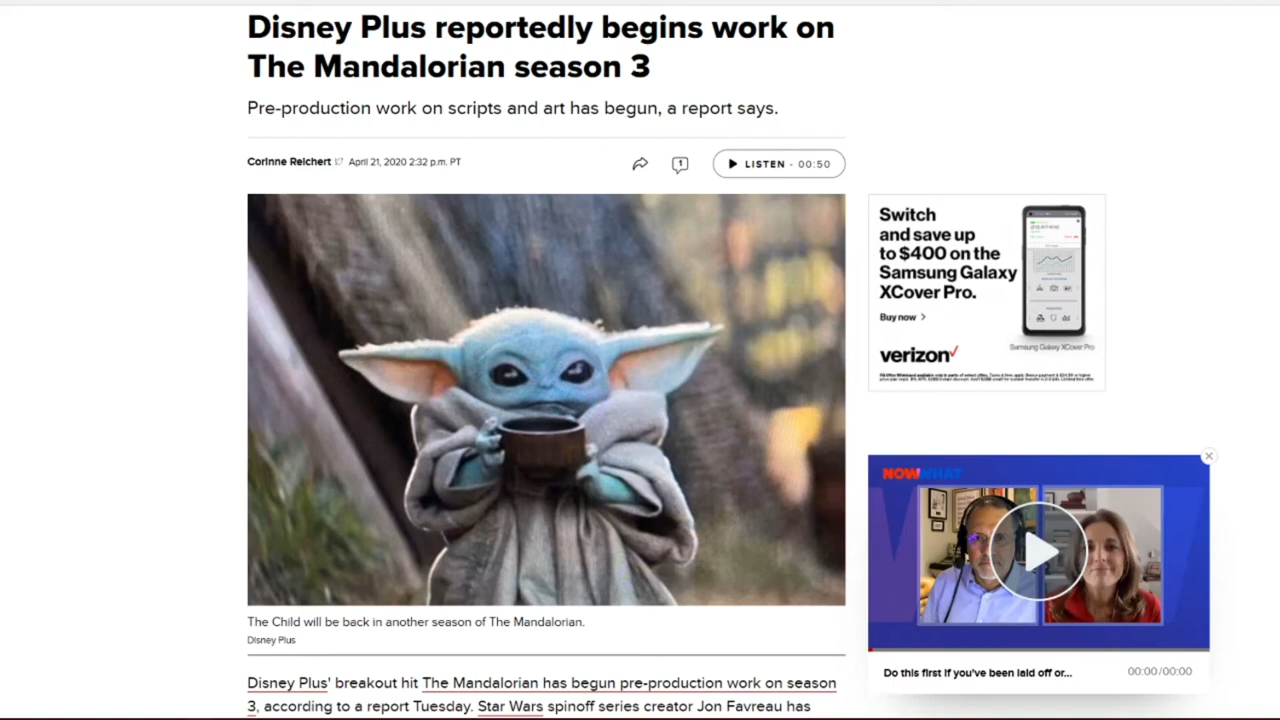 Disney Plus reportedly begins work on
The Mandalorian season 3
Pre-production work on scripts and art has begun, a report says.
Corinne Reichert April 21, 2020 2:32 p.m. PT
1
LISTEN - 00:50
Switch
and save up
to $400 on the
Samsung Galaxy
XCover Pro.
Buy now >
verizon✓
Samsung Galaxy XCover Pro
NOWWHAT
Do this first if you've been laid off or... 00:00/00:00
The Child will be back in another season of The Mandalorian.
Disney Plus
Disney Plus' breakout hit The Mandalorian has begun pre-production work on season
3, according to a report Tuesday. Star Wars spinoff series creator Jon Favreau has